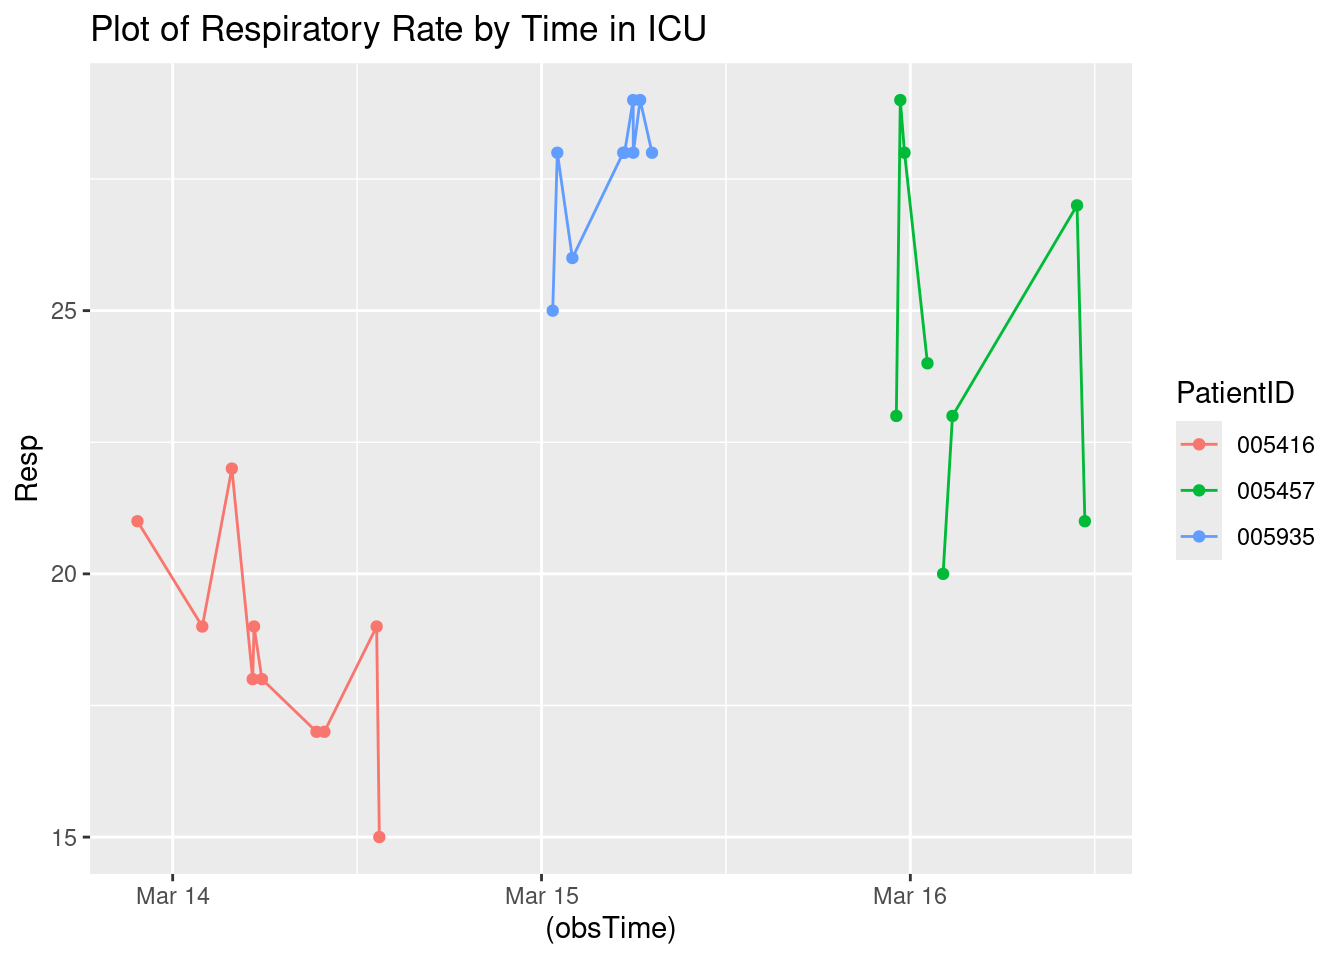 Plot of Respiratory Rate by Time in ICU
Resp
25
20
15
Mar 14
Mar 15
Mar 16
(obsTime)
PatientID
005416
005457
005935